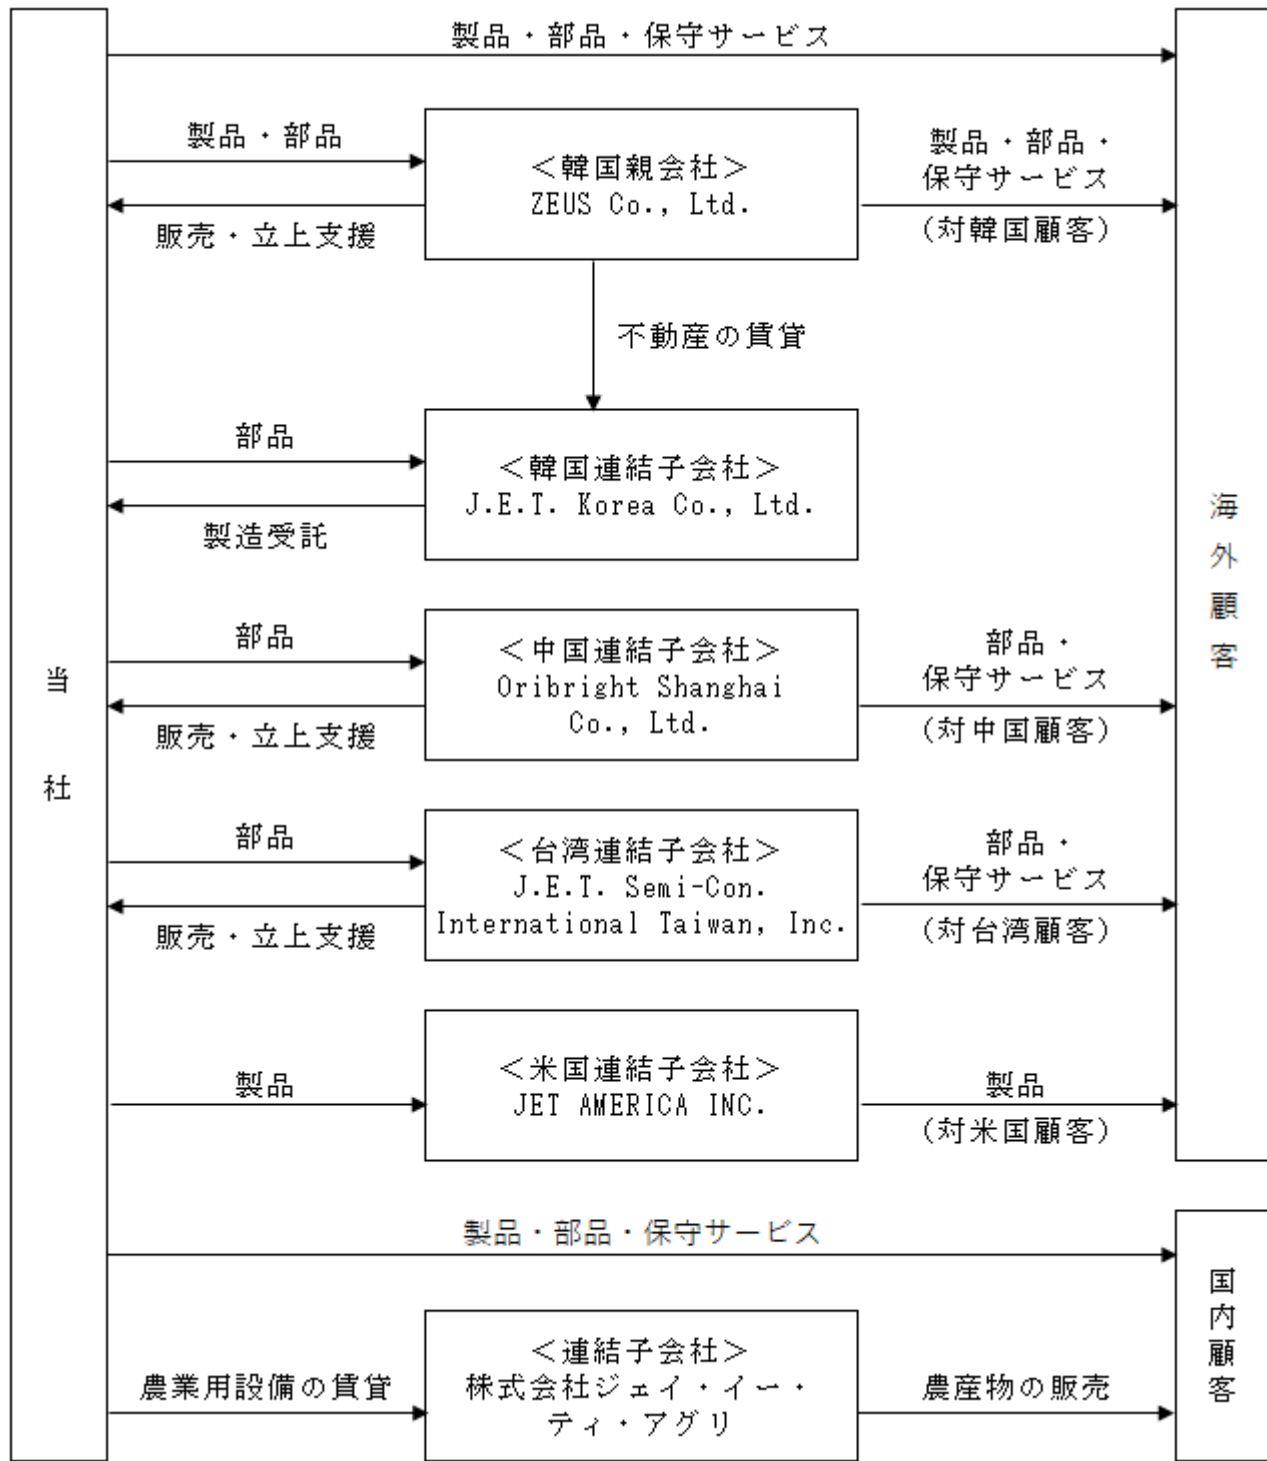 製品・部品・保守サービス
製品・部品
販売・立上支援
＜韓国親会社＞
ZEUS Co., Ltd.
製品・部品・
保守サービス
(対韓国顧客)
不動産の賃貸
部品
製造受託
＜韓国連結子会社＞
J.E.T. Korea Co., Ltd.
当社
海外顧客
部品
販売・立上支援
＜中国連結子会社＞
Oribright Shanghai
Co., Ltd.
部品・
保守サービス
(対中国顧客)
部品
販売・立上支援
＜台湾連結子会社＞
J.E.T. Semi-Con.
International Taiwan, Inc.
部品・
保守サービス
(対台湾顧客)
製品
＜米国連結子会社＞
JET AMERICA INC.
製品
(対米国顧客)
製品・部品・保守サービス
国内顧客
農業用設備の賃貸
＜連結子会社＞
株式会社ジェイ・イー・
ティ・アグリ
農産物の販売